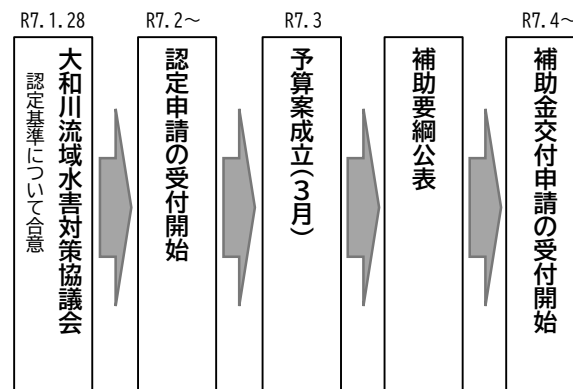 R7.1.28
大和川流域水害対策協議会
認定基準について合意
R7.2～
認定申請の受付開始
R7.3
予算案成立(3月)
補助要綱公表
R7.4～
補助金交付申請の受付開始